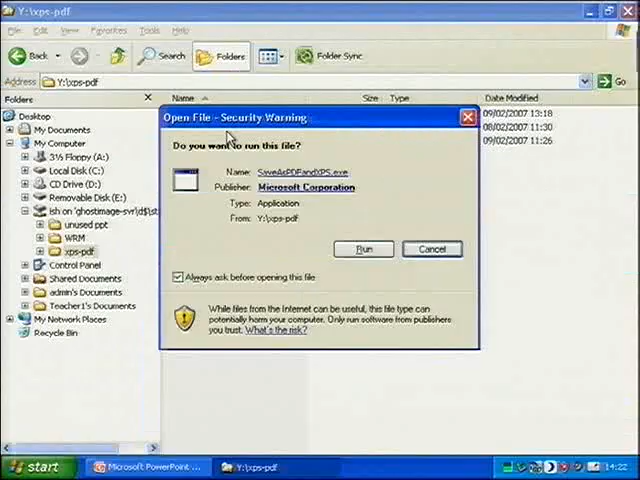 Y:\xps-pdf
File Edit View Favorites Tools Help
Back Search Folders Folder Sync
Address Y:\xps-pdf Go
Folders
Name Size Type Date Modified
Desktop
My Documents
My Computer
3½ Floppy (A:)
Local Disk (C:)
CD Drive (D:)
Removable Disk (E:)
ish on 'ghostimage-svr\d$\st
unused ppt
WRM
xps-pdf
Control Panel
Shared Documents
admin's Documents
Teacher1's Documents
My Network Places
Recycle Bin
09/02/2007 13:18
08/02/2007 11:30
09/02/2007 11:26
Open File - Security Warning
Do you want to run this file?
Name: SaveAsPDFandXPS.exe
Publisher: Microsoft Corporation
Type: Application
From: Y:\xps-pdf
Run Cancel
Always ask before opening this file
While files from the Internet can be useful, this file type can
potentially harm your computer. Only run software from publishers
you trust. What's the risk?
start Microsoft PowerPoint ... Y:\xps-pdf 14:22